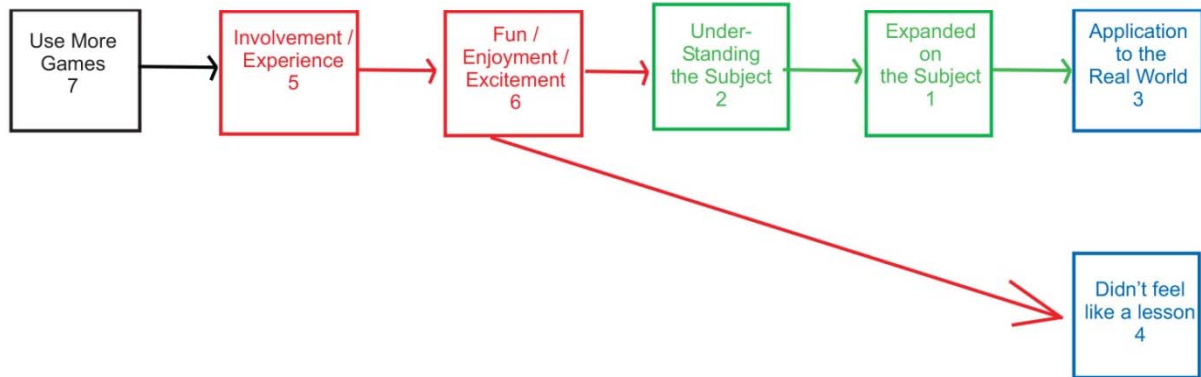 Use More
Games
7
Involvement /
Experience
5
Fun /
Enjoyment /
Excitement
6
Under-
Standing
the Subject
2
Expanded
on
the Subject
1
Application
to the
Real World
3
Didn't feel
like a lesson
4